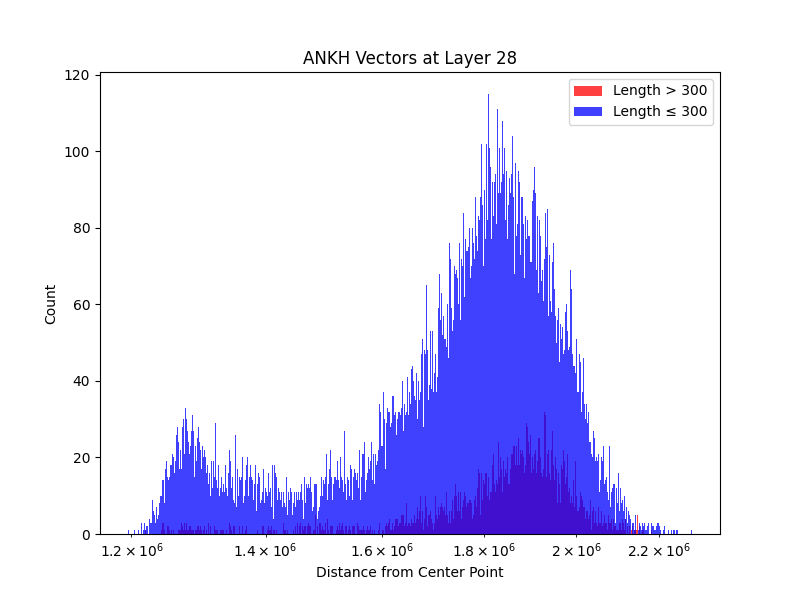 ANKH Vectors at Layer 28
Length > 300
Length ≤ 300
120
100
80
60
40
20
0
Count
1.2 × 10⁶
1.4 × 10⁶
1.6 × 10⁶
1.8 × 10⁶
2 × 10⁶
2.2 × 10⁶
Distance from Center Point